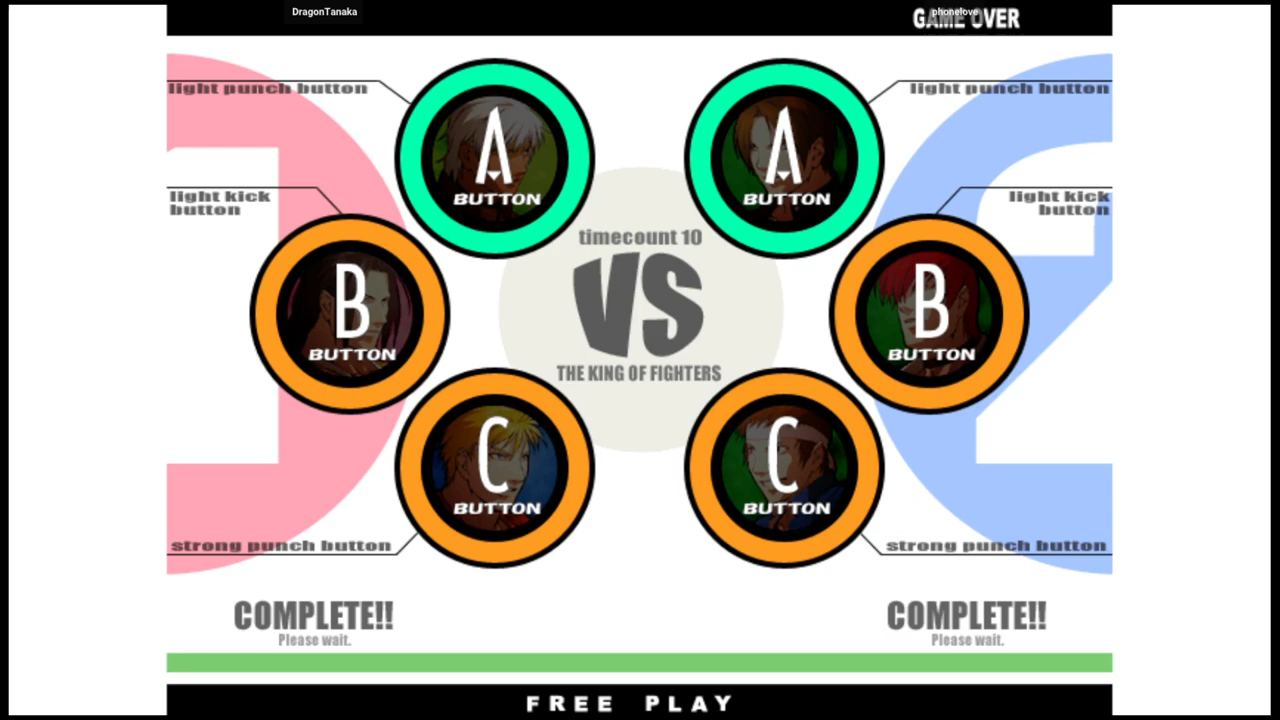 DragonTanaka
phonelove
GAME OVER
light punch button
light punch button
A
BUTTON
A
BUTTON
light kick
button
light kick
button
B
BUTTON
timecount 10
VS
THE KING OF FIGHTERS
B
BUTTON
C
BUTTON
C
BUTTON
strong punch button
strong punch button
COMPLETE!!
Please wait.
COMPLETE!!
Please wait.
FREE PLAY